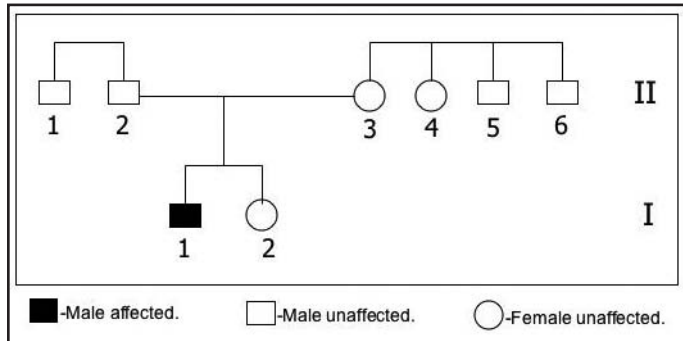 II
1 2 3 4 5 6
I
1 2
-Male affected. -Male unaffected. -Female unaffected.